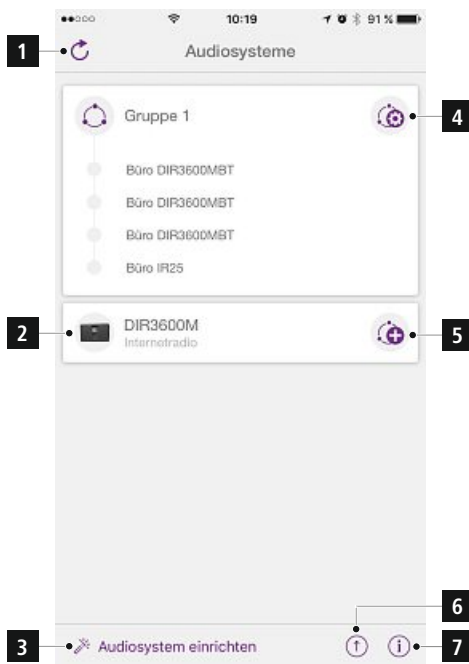 10:19 91 %
1 Audiosysteme
Gruppe 1 4
Büro DIR3600MBT
Büro DIR3600MBT
Büro DIR3600MBT
Büro IR25
2 DIR3600M 5
Internetradio
6
3 Audiosystem einrichten 7